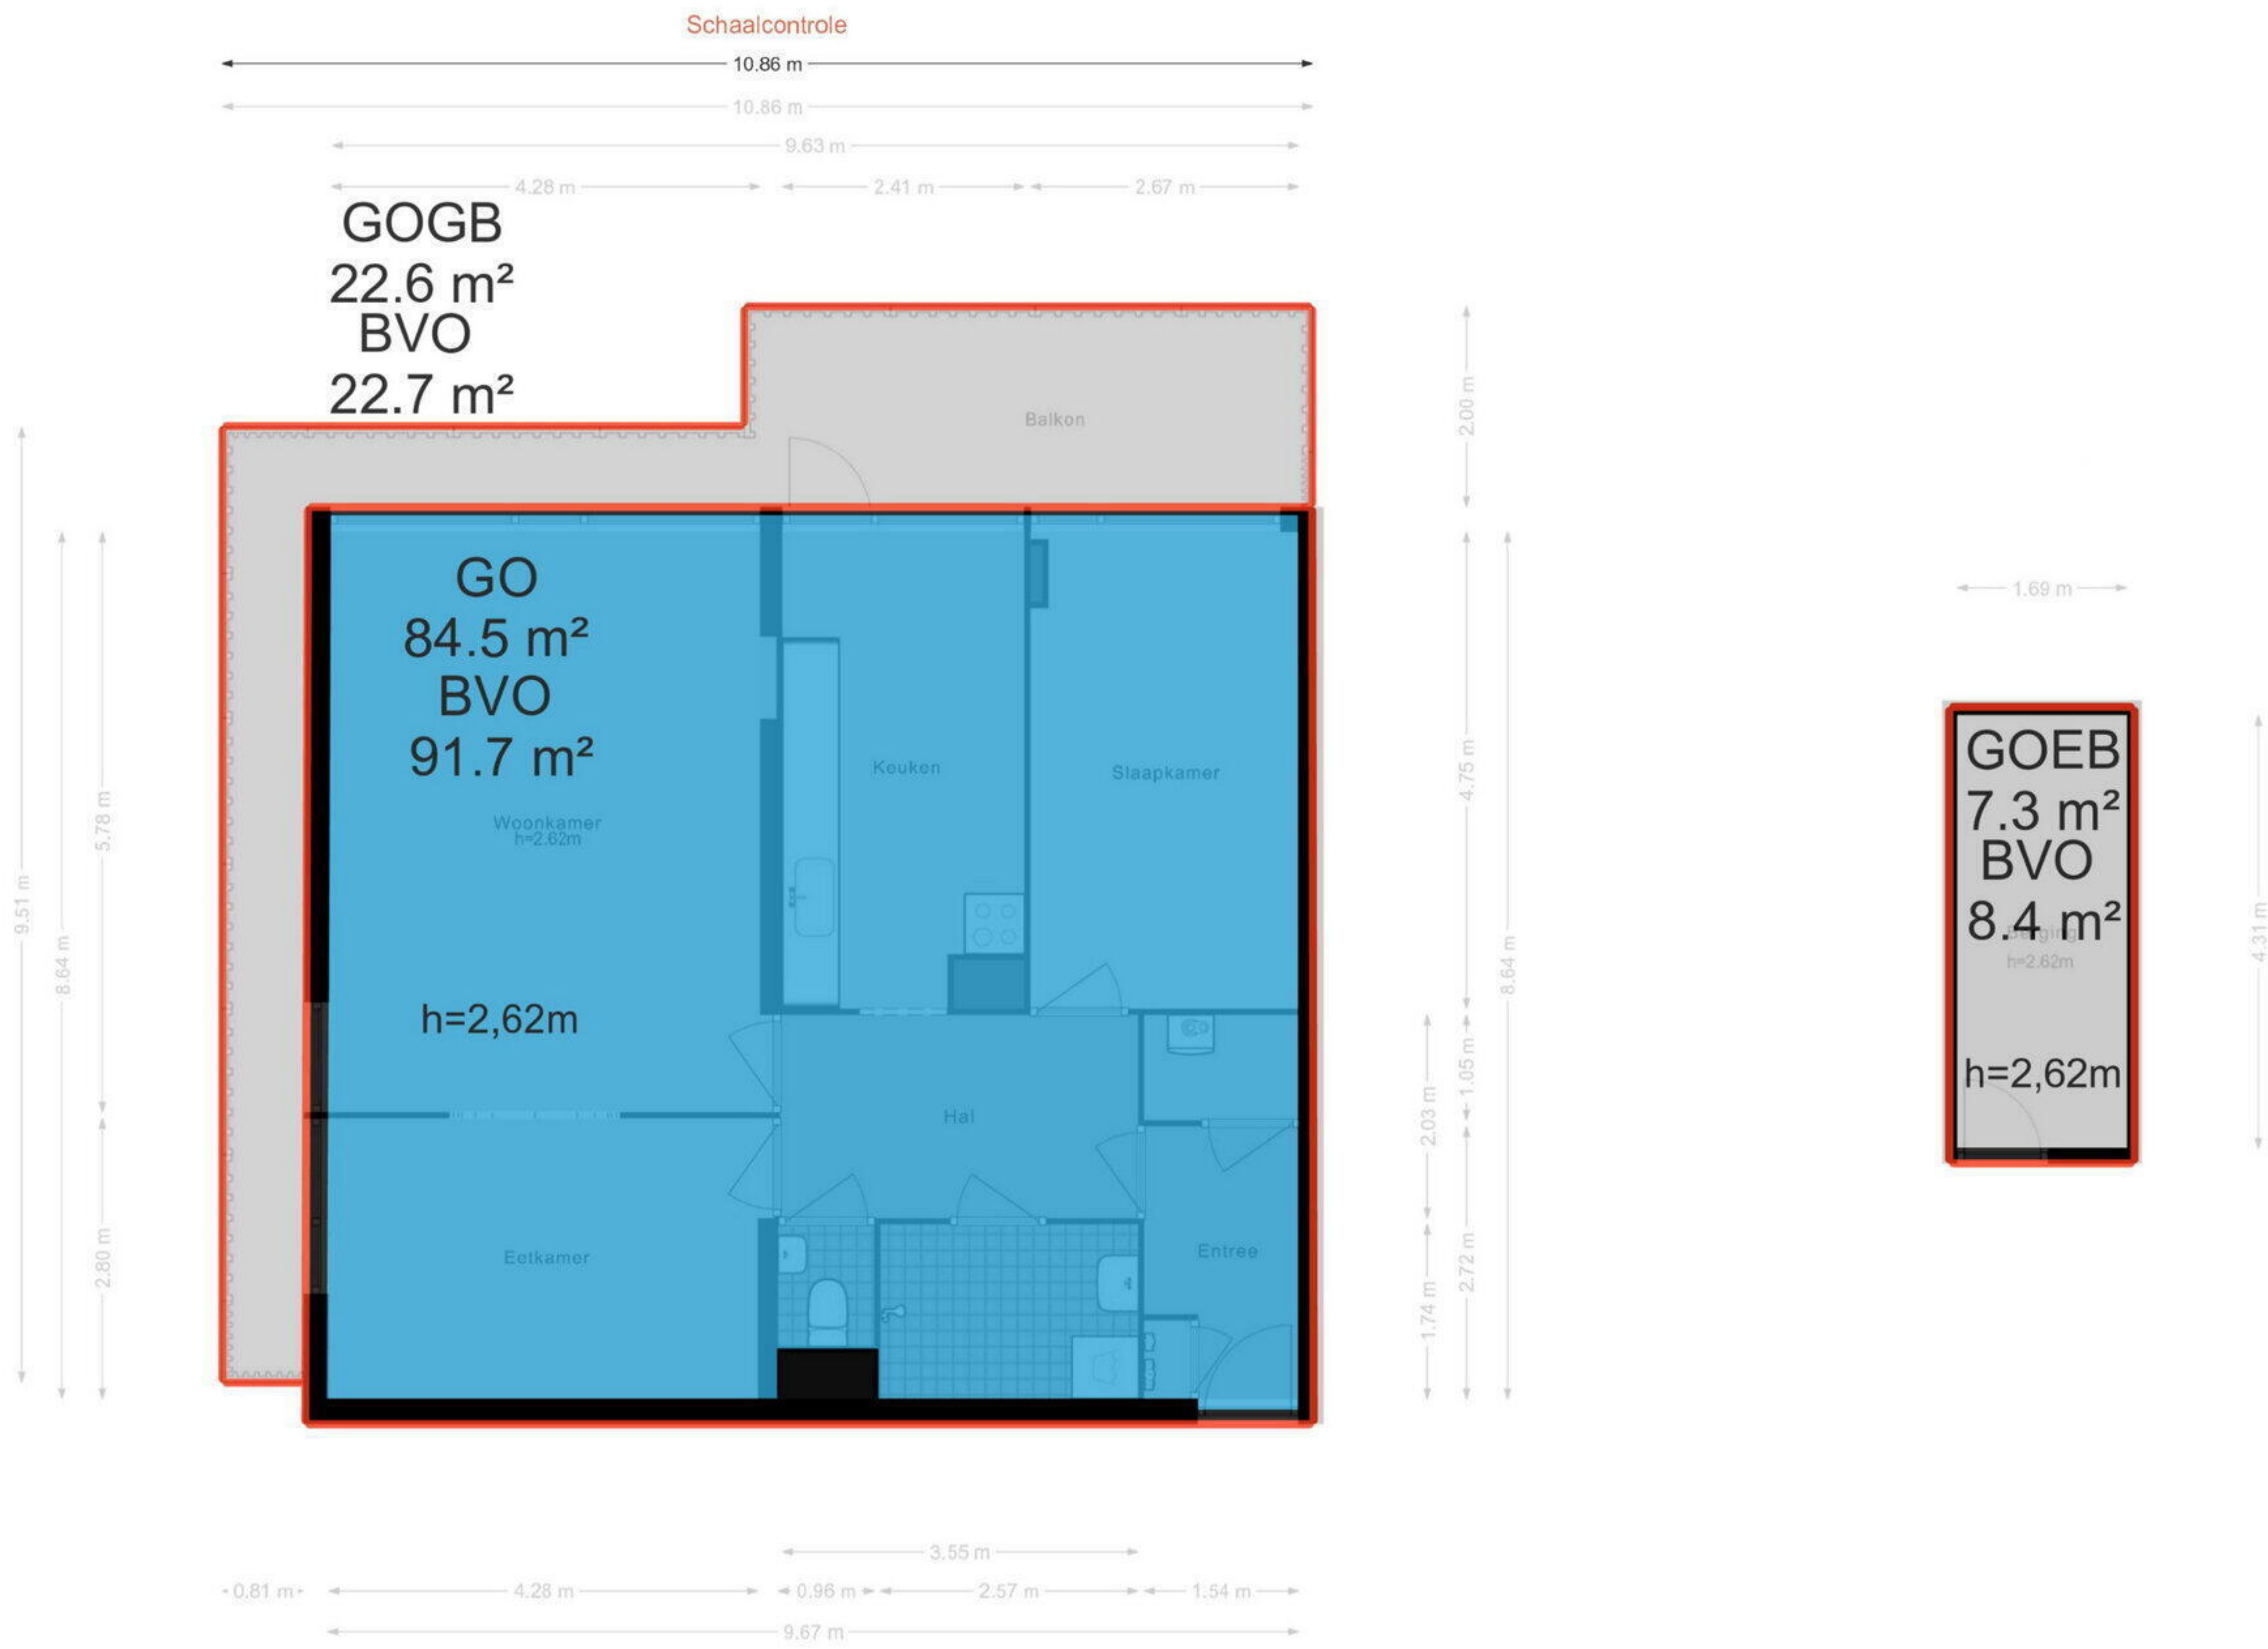 Schaalcontrole
10.86 m
10.86 m
9.63 m
4.28 m
2.41 m
2.67 m
GOGB
22.6 m²
BVO
22.7 m²
Balkon
2.00 m
GO
84.5 m²
BVO
91.7 m²
Woonkamer
h=2.62m
h=2,62m
Keuken
Slaapkamer
Hal
Eetkamer
Entree
9.51 m
8.64 m
5.78 m
2.80 m
4.75 m
8.64 m
1.05 m
2.03 m
2.72 m
1.74 m
1.69 m
GOEB
7.3 m²
BVO
8.4 m²
Berging
h=2.62m
h=2,62m
4.31 m
3.55 m
0.81 m
4.28 m
0.96 m
2.57 m
1.54 m
9.67 m